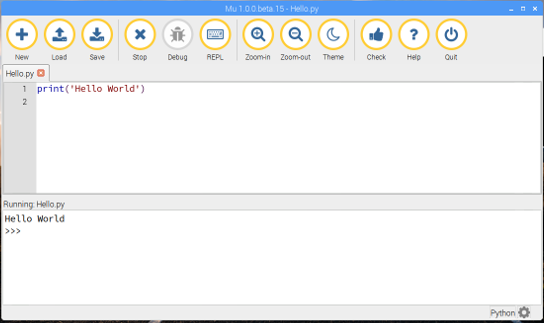 Mu 1.0.0.beta.15 - Hello.py
New Load Save Stop Debug REPL Zoom-in Zoom-out Theme Check Help Quit
Hello.py
1 print('Hello World')
2
Running: Hello.py
Hello World
>>>
Python